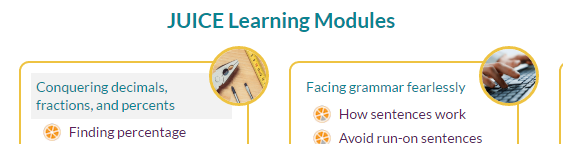 JUICE Learning Modules
Conquering decimals,
fractions, and percents
Finding percentage
Facing grammar fearlessly
How sentences work
Avoid run-on sentences